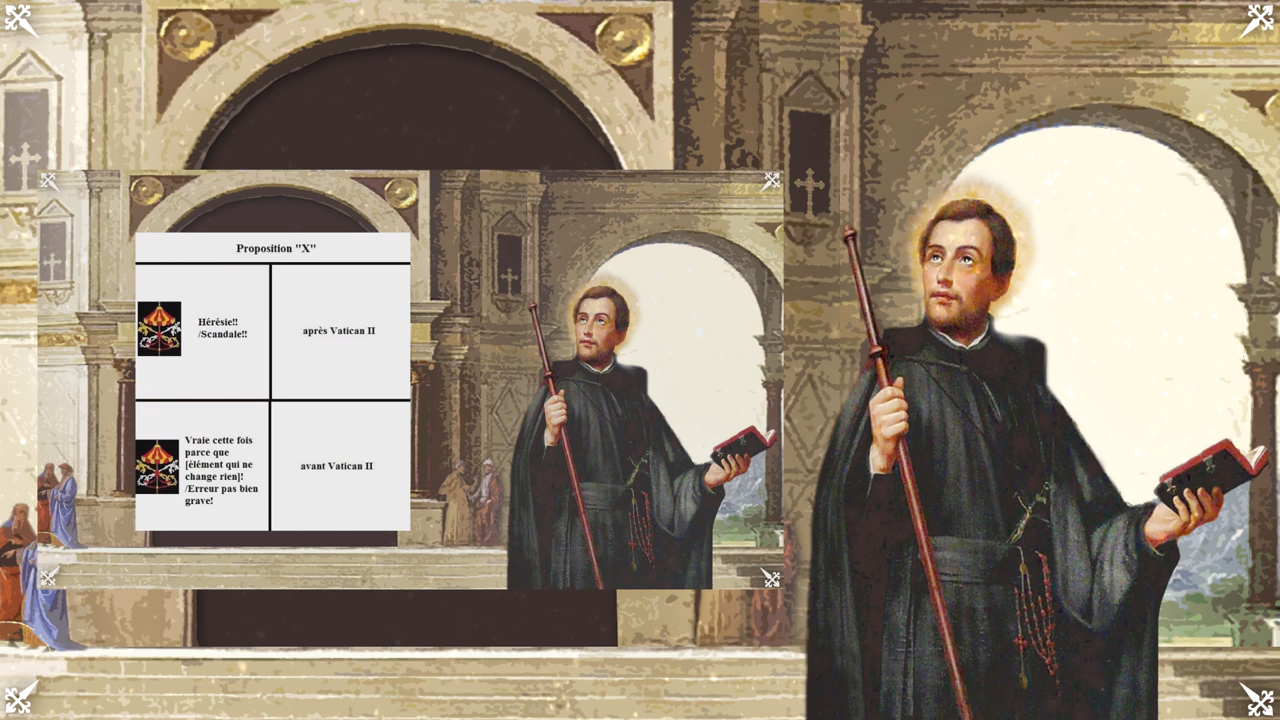 Proposition "X"
Hérésie!!
/Scandale!!
après Vatican II
Vraie cette fois
parce que
[élément qui ne
change rien]!
/Erreur pas bien
grave!
avant Vatican II